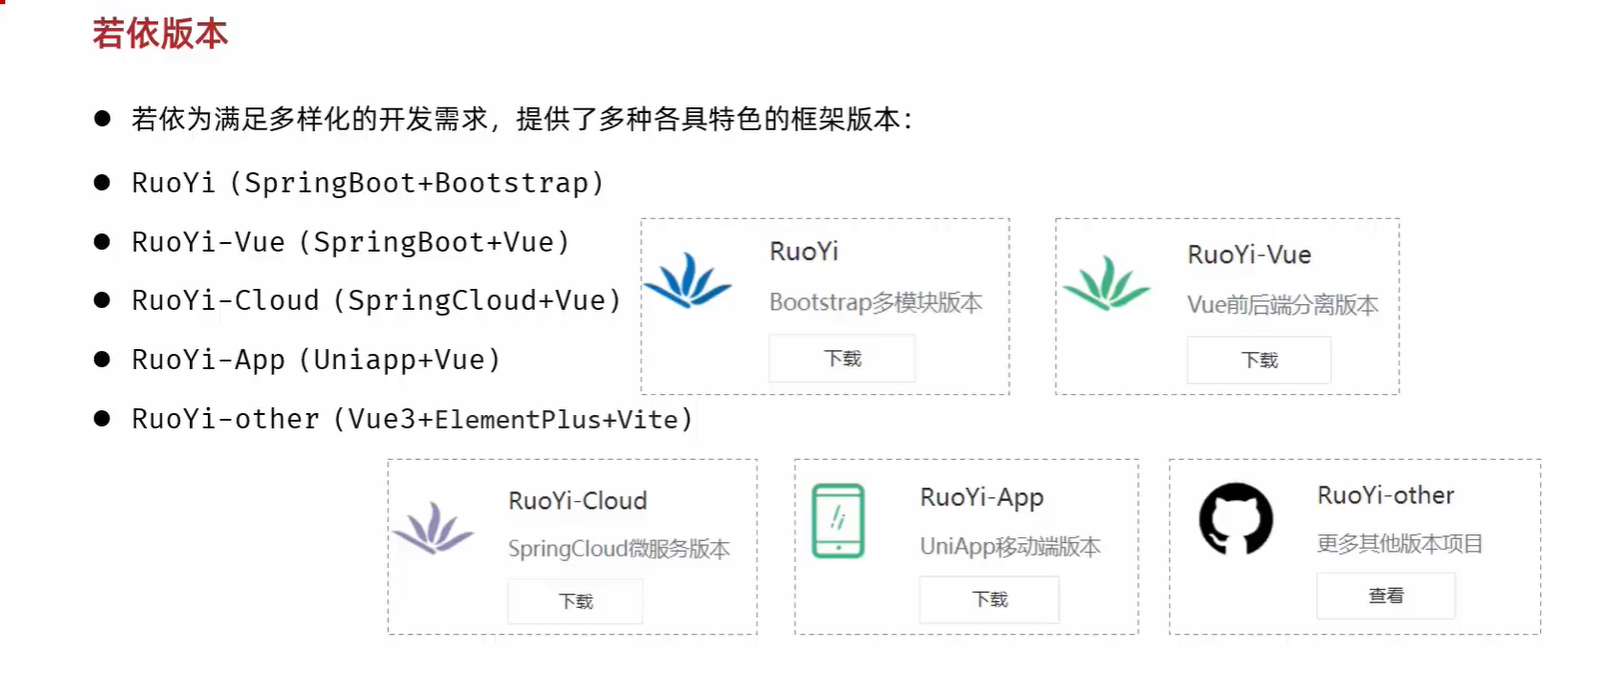 若依版本
若依为满足多样化的开发需求，提供了多种各具特色的框架版本：
RuoYi（SpringBoot+Bootstrap）
RuoYi-Vue（SpringBoot+Vue）
RuoYi-Cloud（SpringCloud+Vue）
RuoYi-App（Uniapp+Vue）
RuoYi-other（Vue3+ElementPlus+Vite）
RuoYi
Bootstrap多模块版本
下载
RuoYi-Vue
Vue前后端分离版本
下载
RuoYi-Cloud
SpringCloud微服务版本
下载
RuoYi-App
UniApp移动端版本
下载
RuoYi-other
更多其他版本项目
查看